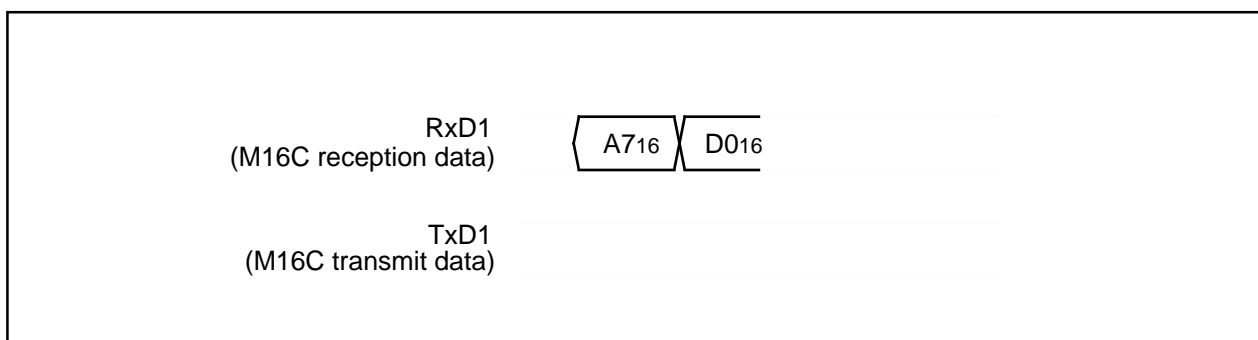 RxD1 A716 D016
(M16C reception data)
TxD1
(M16C transmit data)